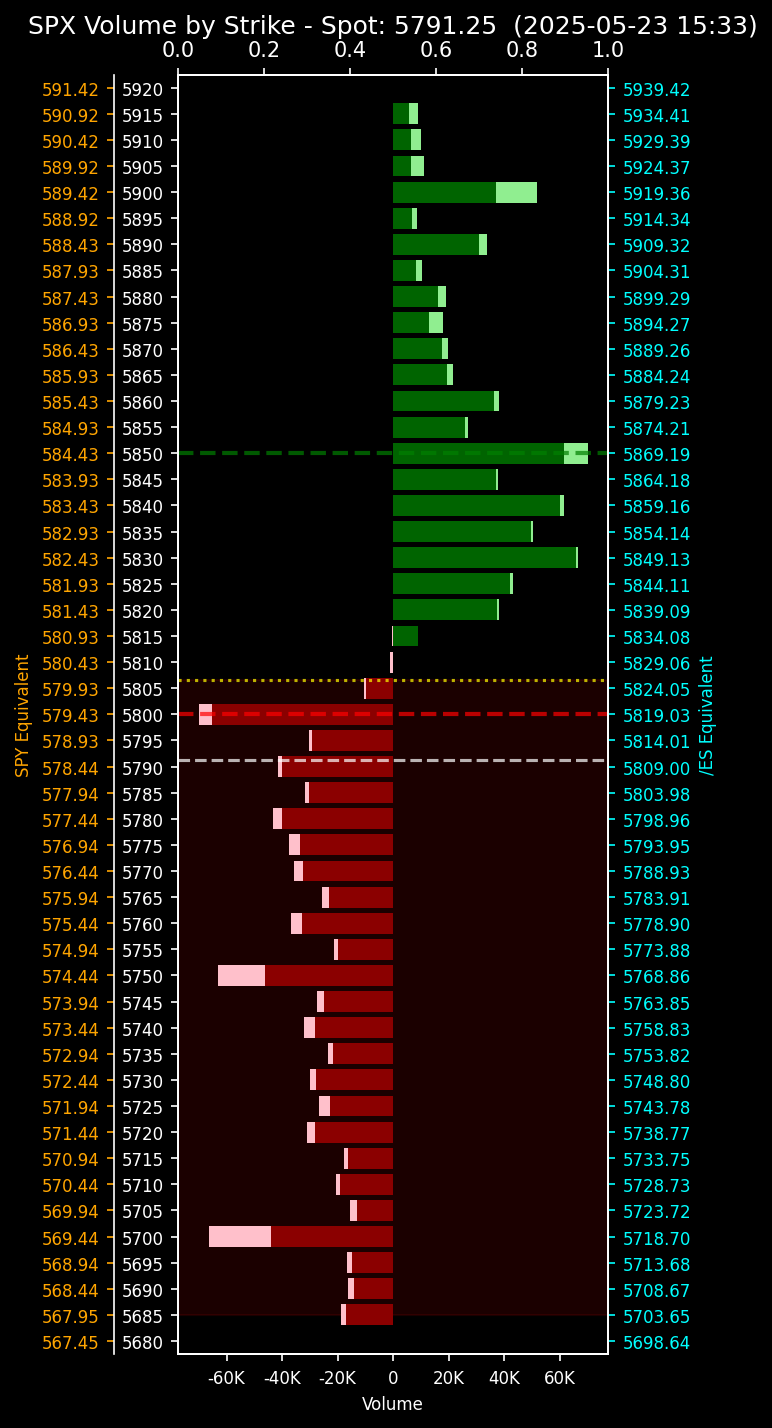 SPX Volume by Strike - Spot: 5791.25 (2025-05-23 15:33)
0.0 0.2 0.4 0.6 0.8 1.0
591.42 5920 5939.42
590.92 5915 5934.41
590.42 5910 5929.39
589.92 5905 5924.37
589.42 5900 5919.36
588.92 5895 5914.34
588.43 5890 5909.32
587.93 5885 5904.31
587.43 5880 5899.29
586.93 5875 5894.27
586.43 5870 5889.26
585.93 5865 5884.24
585.43 5860 5879.23
584.93 5855 5874.21
584.43 5850 5869.19
583.93 5845 5864.18
583.43 5840 5859.16
582.93 5835 5854.14
582.43 5830 5849.13
581.93 5825 5844.11
581.43 5820 5839.09
580.93 5815 5834.08
580.43 5810 5829.06
579.93 5805 5824.05
579.43 5800 5819.03
578.93 5795 5814.01
578.44 5790 5809.00
577.94 5785 5803.98
577.44 5780 5798.96
576.94 5775 5793.95
576.44 5770 5788.93
575.94 5765 5783.91
575.44 5760 5778.90
574.94 5755 5773.88
574.44 5750 5768.86
573.94 5745 5763.85
573.44 5740 5758.83
572.94 5735 5753.82
572.44 5730 5748.80
571.94 5725 5743.78
571.44 5720 5738.77
570.94 5715 5733.75
570.44 5710 5728.73
569.94 5705 5723.72
569.44 5700 5718.70
568.94 5695 5713.68
568.44 5690 5708.67
567.95 5685 5703.65
567.45 5680 5698.64
SPY Equivalent
/ES Equivalent
-60K -40K -20K 0 20K 40K 60K
Volume